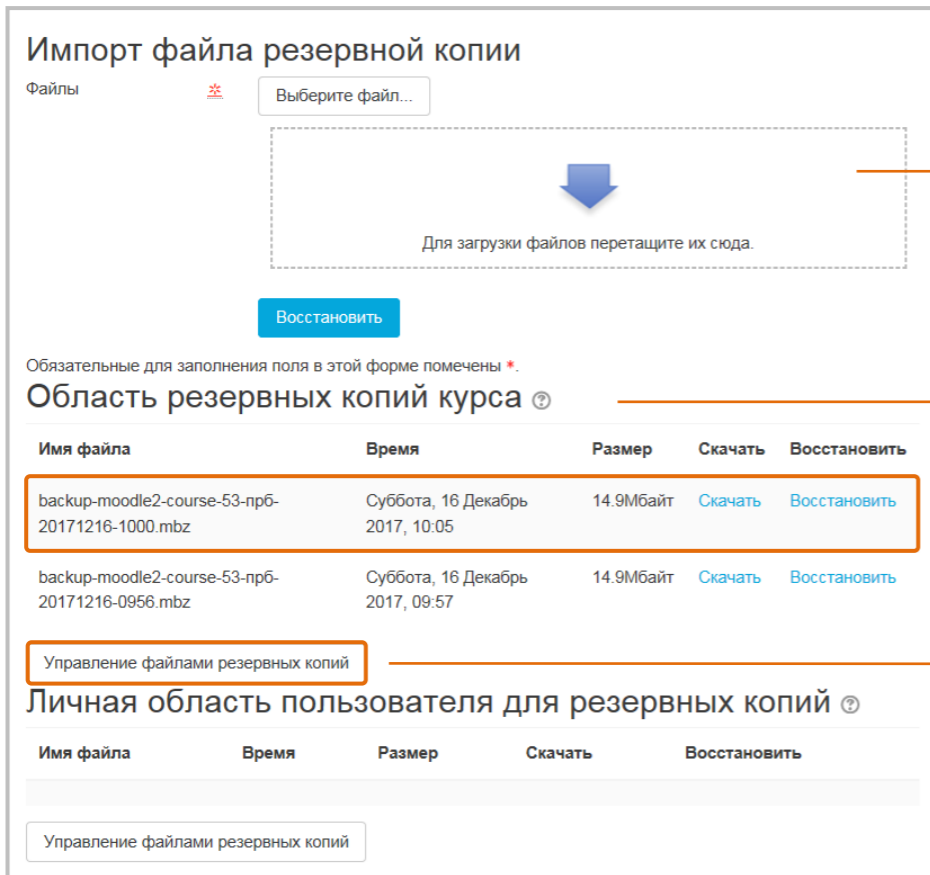 Импорт файла резервной копии
Файлы * Выберите файл...
Для загрузки файлов перетащите их сюда.
Восстановить
Обязательные для заполнения поля в этой форме помечены *.
Область резервных копий курса ?
Имя файла Время Размер Скачать Восстановить
backup-moodle2-course-53-прб- Суббота, 16 Декабрь 14.9Мбайт Скачать Восстановить
20171216-1000.mbz 2017, 10:05
backup-moodle2-course-53-прб- Суббота, 16 Декабрь 14.9Мбайт Скачать Восстановить
20171216-0956.mbz 2017, 09:57
Управление файлами резервных копий
Личная область пользователя для резервных копий ?
Имя файла Время Размер Скачать Восстановить
Управление файлами резервных копий